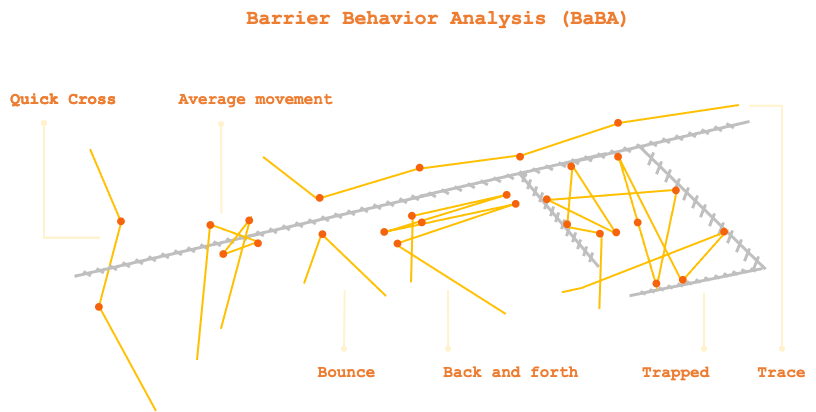 Barrier Behavior Analysis (BaBA)
Quick Cross
Average movement
Bounce
Back and forth
Trapped
Trace